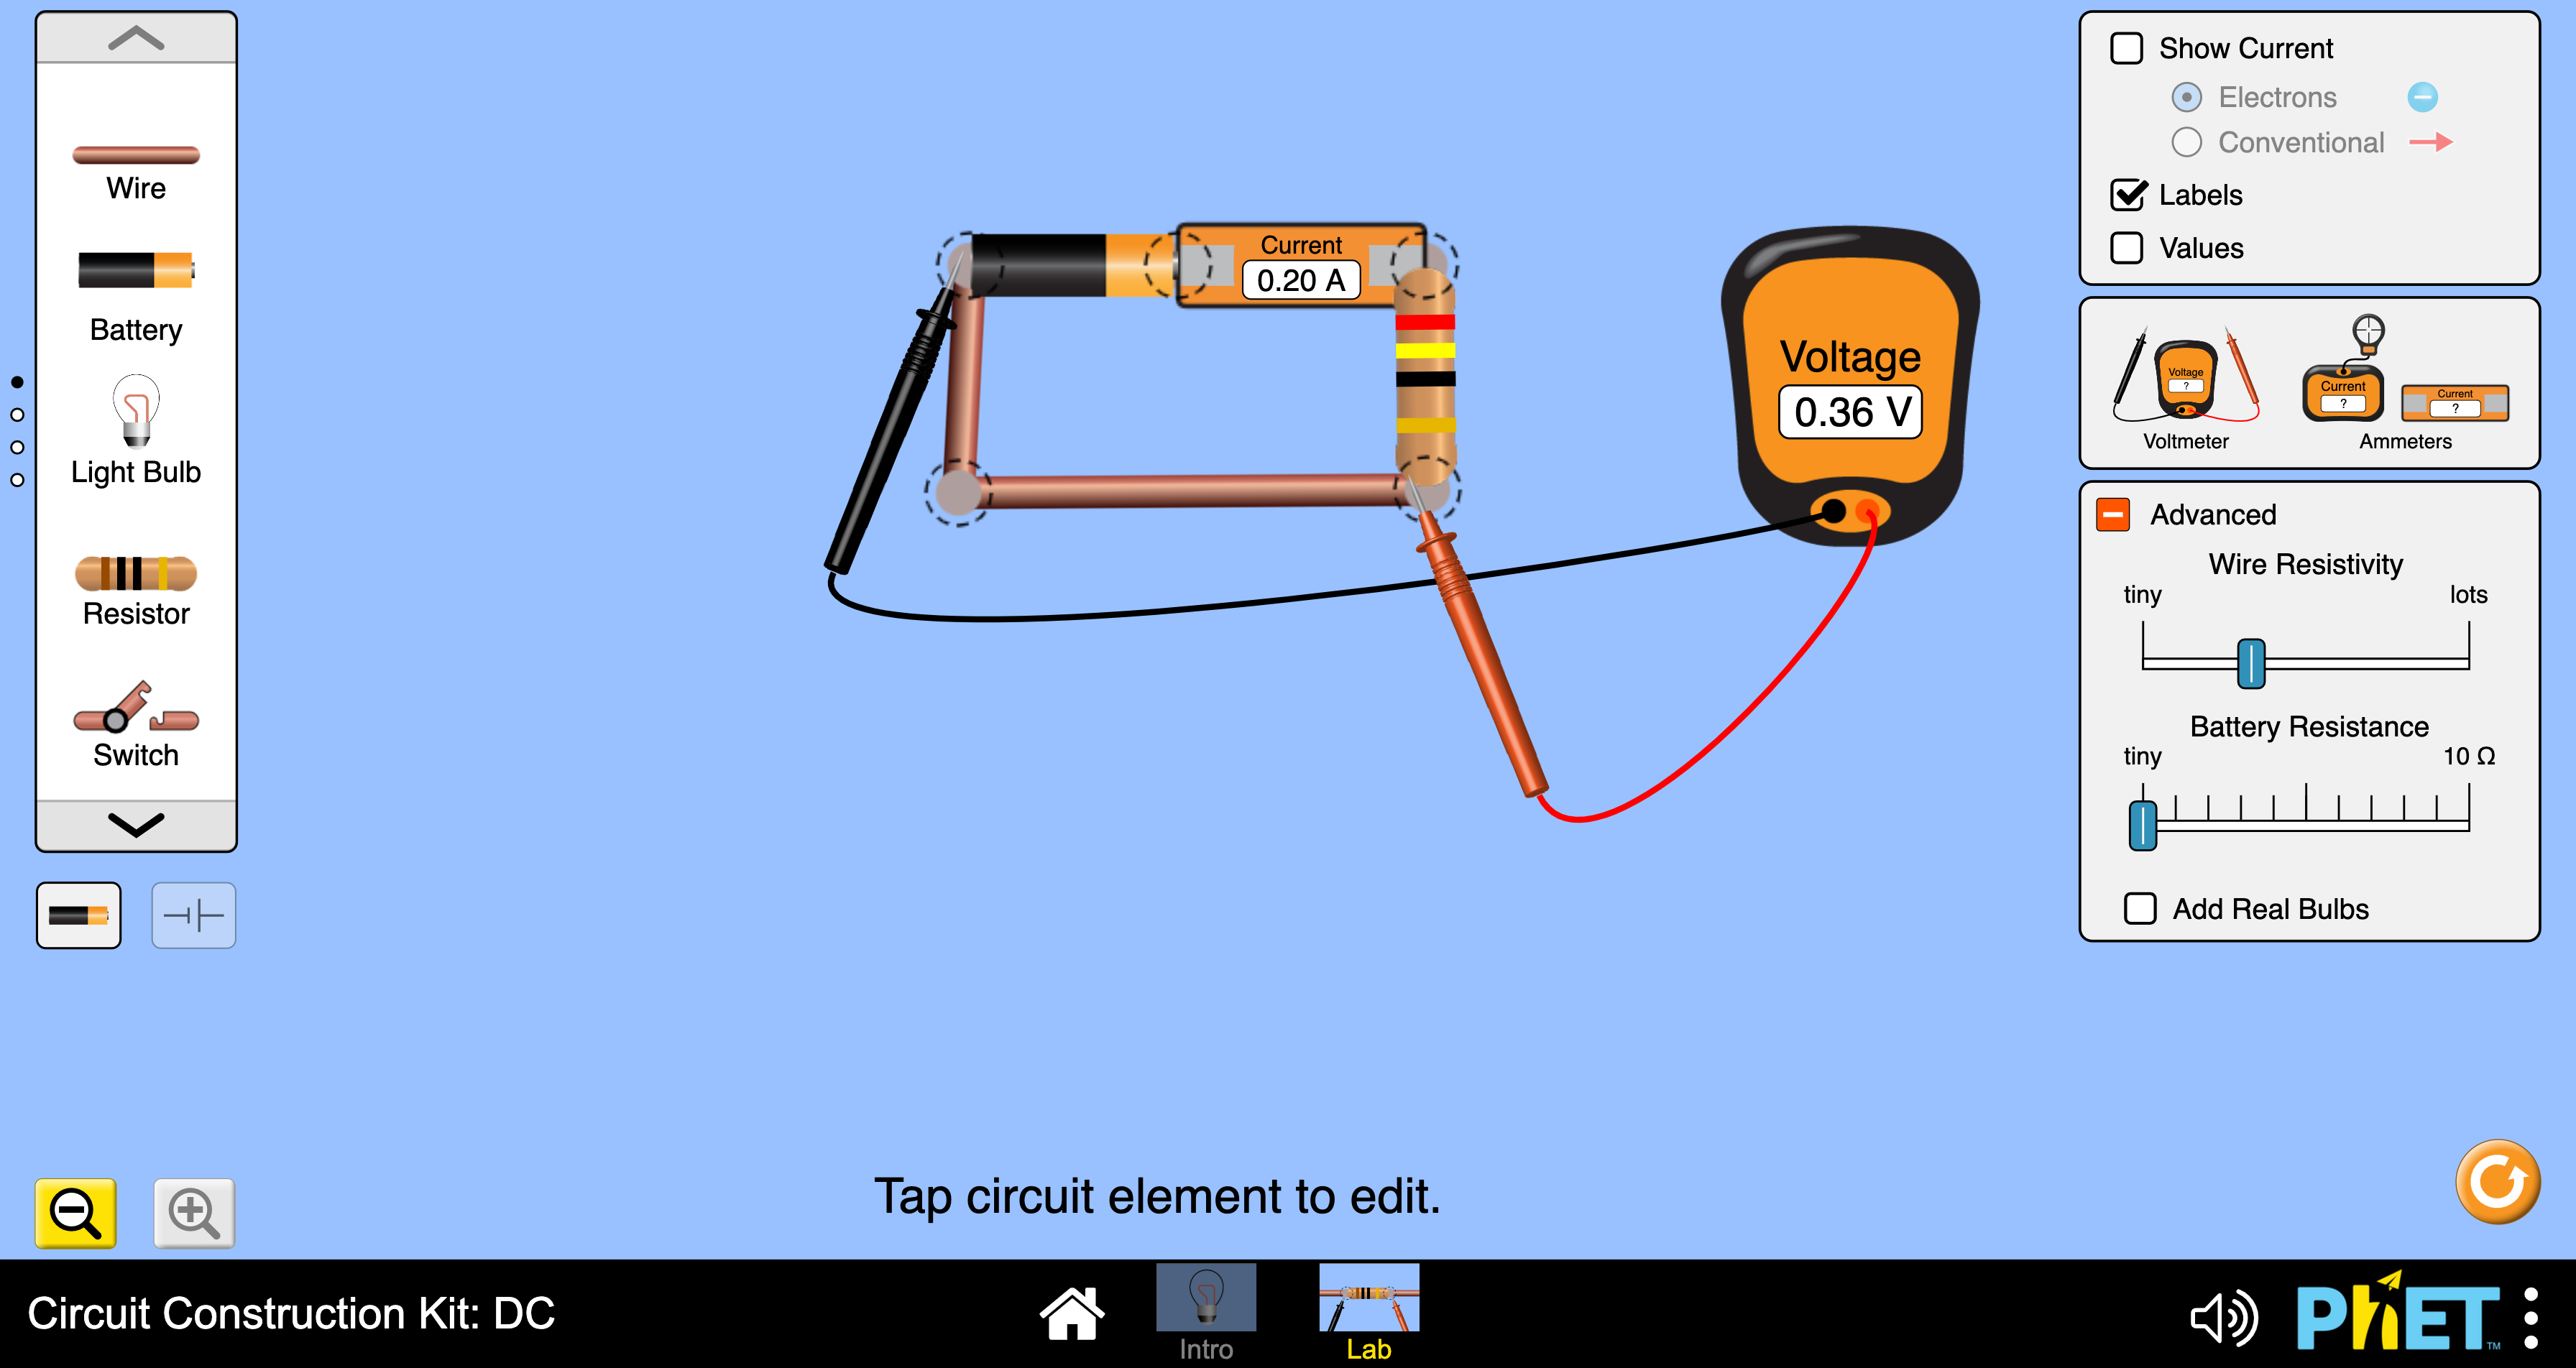 Wire
Battery
Light Bulb
Resistor
Switch
Current
0.20 A
Voltage
0.36 V
Show Current
Electrons
Conventional
Labels
Values
Voltage
?
Current
?
Current
?
Voltmeter
Ammeters
Advanced
Wire Resistivity
tiny lots
Battery Resistance
tiny 10 Ω
Add Real Bulbs
Tap circuit element to edit.
Circuit Construction Kit: DC
Intro
Lab
PhET™